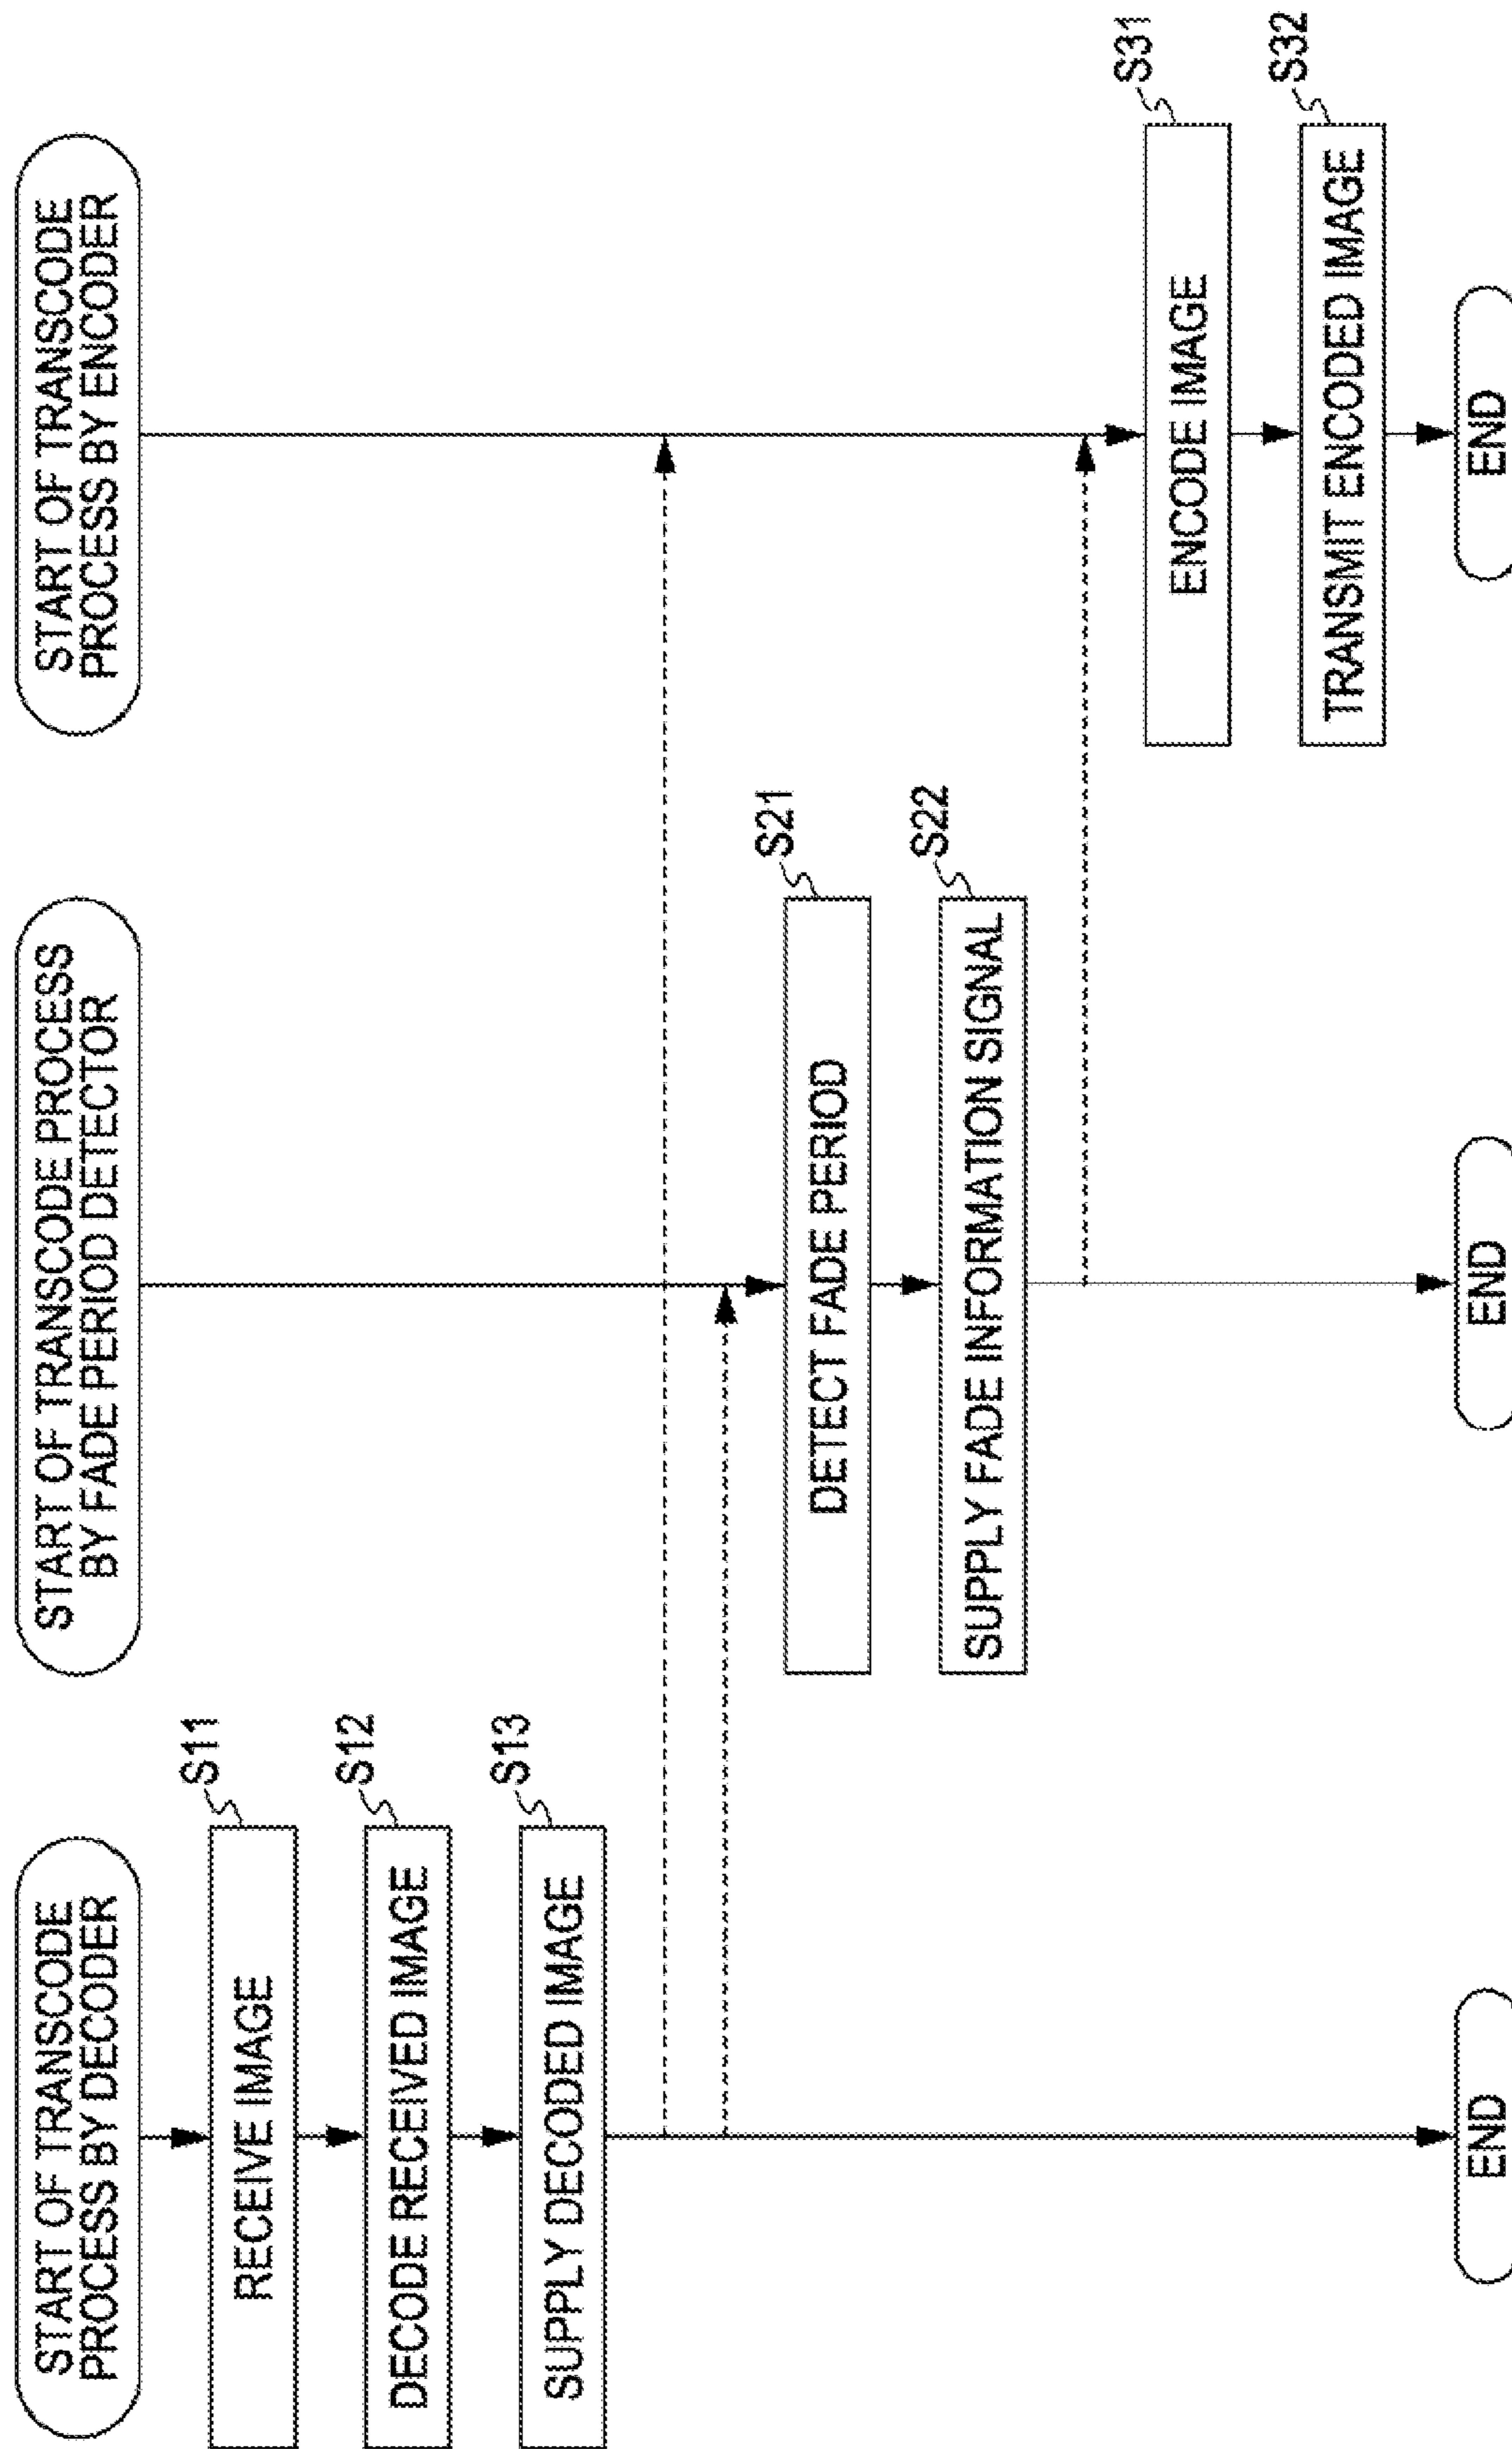 START OF TRANSCODE
PROCESS BY DECODER
S11
RECEIVE IMAGE
S12
DECODE RECEIVED IMAGE
S13
SUPPLY DECODED IMAGE
END
START OF TRANSCODE PROCESS
BY FADE PERIOD DETECTOR
S21
DETECT FADE PERIOD
S22
SUPPLY FADE INFORMATION SIGNAL
END
START OF TRANSCODE
PROCESS BY ENCODER
S31
ENCODE IMAGE
S32
TRANSMIT ENCODED IMAGE
END